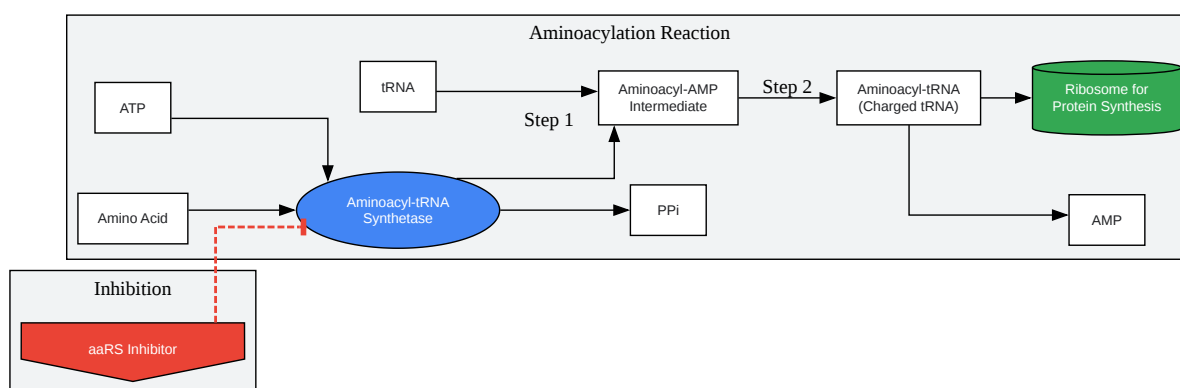 Aminoacylation Reaction
ATP
tRNA
Aminoacyl-AMP
Intermediate
Step 2
Aminoacyl-tRNA
(Charged tRNA)
Ribosome for
Protein Synthesis
Step 1
Amino Acid
Aminoacyl-tRNA
Synthetase
PPi
AMP
Inhibition
aaRS Inhibitor